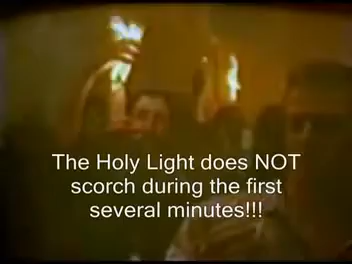 The Holy Light does NOT
scorch during the first
several minutes!!!